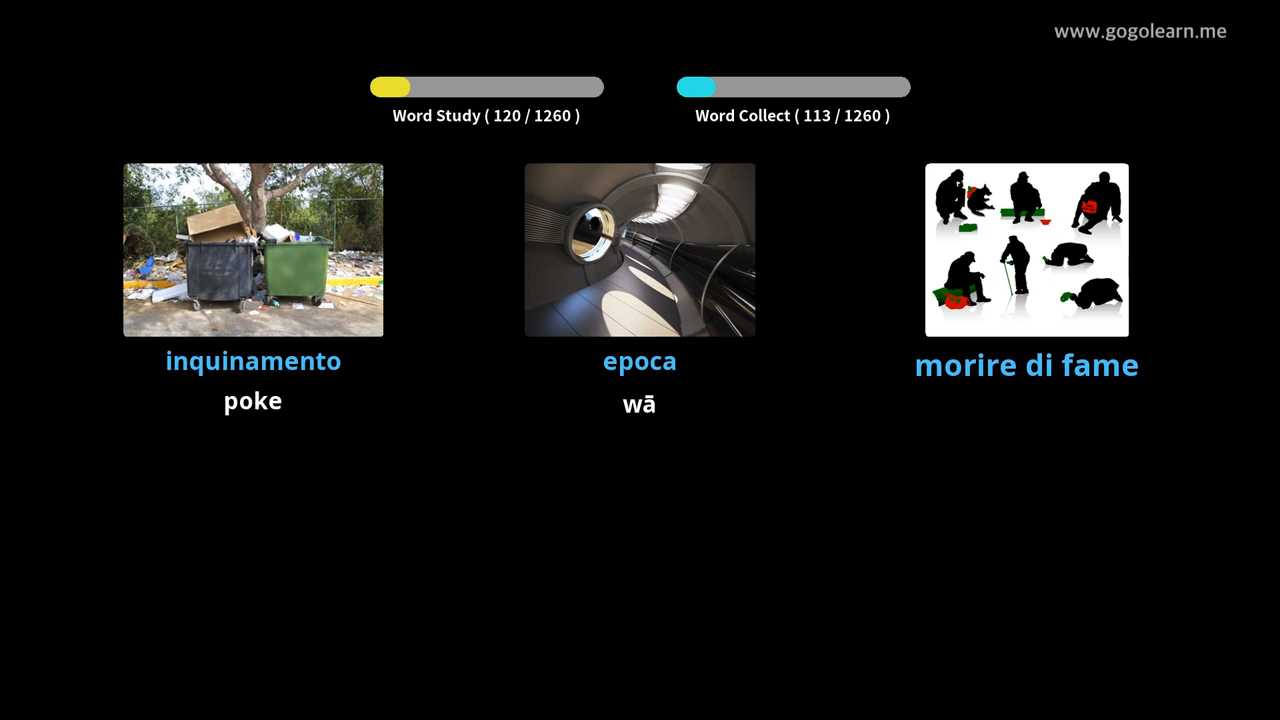 www.gogolearn.me
Word Study ( 120 / 1260 )
Word Collect ( 113 / 1260 )
inquinamento
poke
epoca
wā
morire di fame